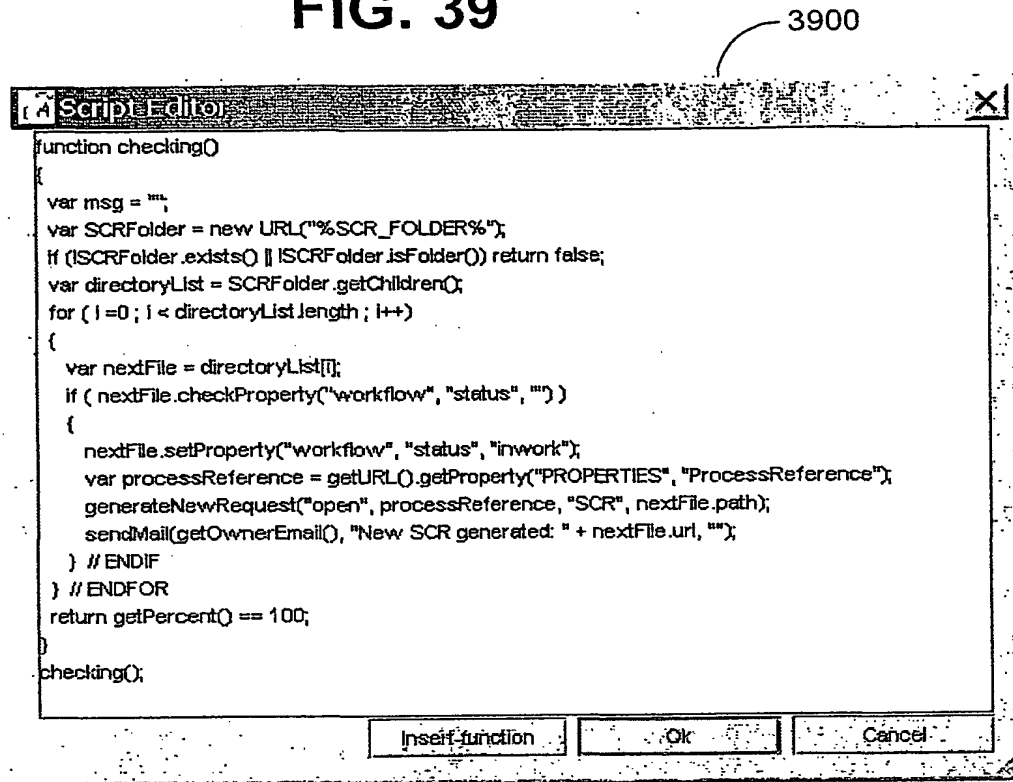 FIG. 39
3900
Script Editor
function checking()
{
var msg = "";
var SCRFolder = new URL("%SCR_FOLDER%");
if (!SCRFolder.exists() || !SCRFolder.isFolder()) return false;
var directoryList = SCRFolder.getChildren();
for ( i =0 ; i < directoryList.length ; i++)
{
var nextFile = directoryList[i];
if ( nextFile.checkProperty("workflow", "status", "") )
{
nextFile.setProperty("workflow", "status", "inwork");
var processReference = getURL().getProperty("PROPERTIES", "ProcessReference");
generateNewRequest("open", processReference, "SCR", nextFile.path);
sendMail(getOwnerEmail(), "New SCR generated: " + nextFile.url, "");
} // ENDIF
} // ENDFOR
return getPercent() == 100;
}
checking();
Insert function Ok Cancel